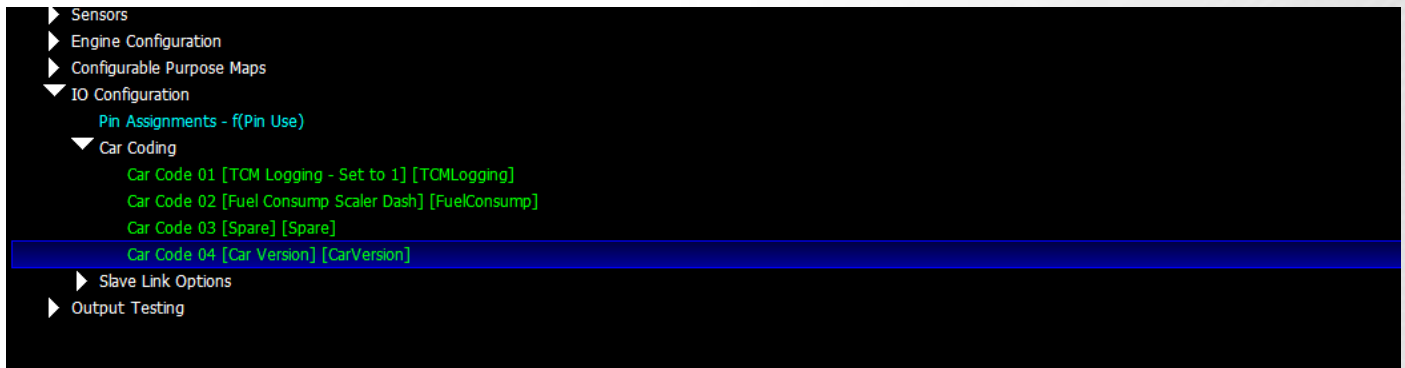 Sensors
Engine Configuration
Configurable Purpose Maps
IO Configuration
Pin Assignments - f(Pin Use)
Car Coding
Car Code 01 [TCM Logging - Set to 1] [TCMLogging]
Car Code 02 [Fuel Consump Scaler Dash] [FuelConsump]
Car Code 03 [Spare] [Spare]
Car Code 04 [Car Version] [CarVersion]
Slave Link Options
Output Testing